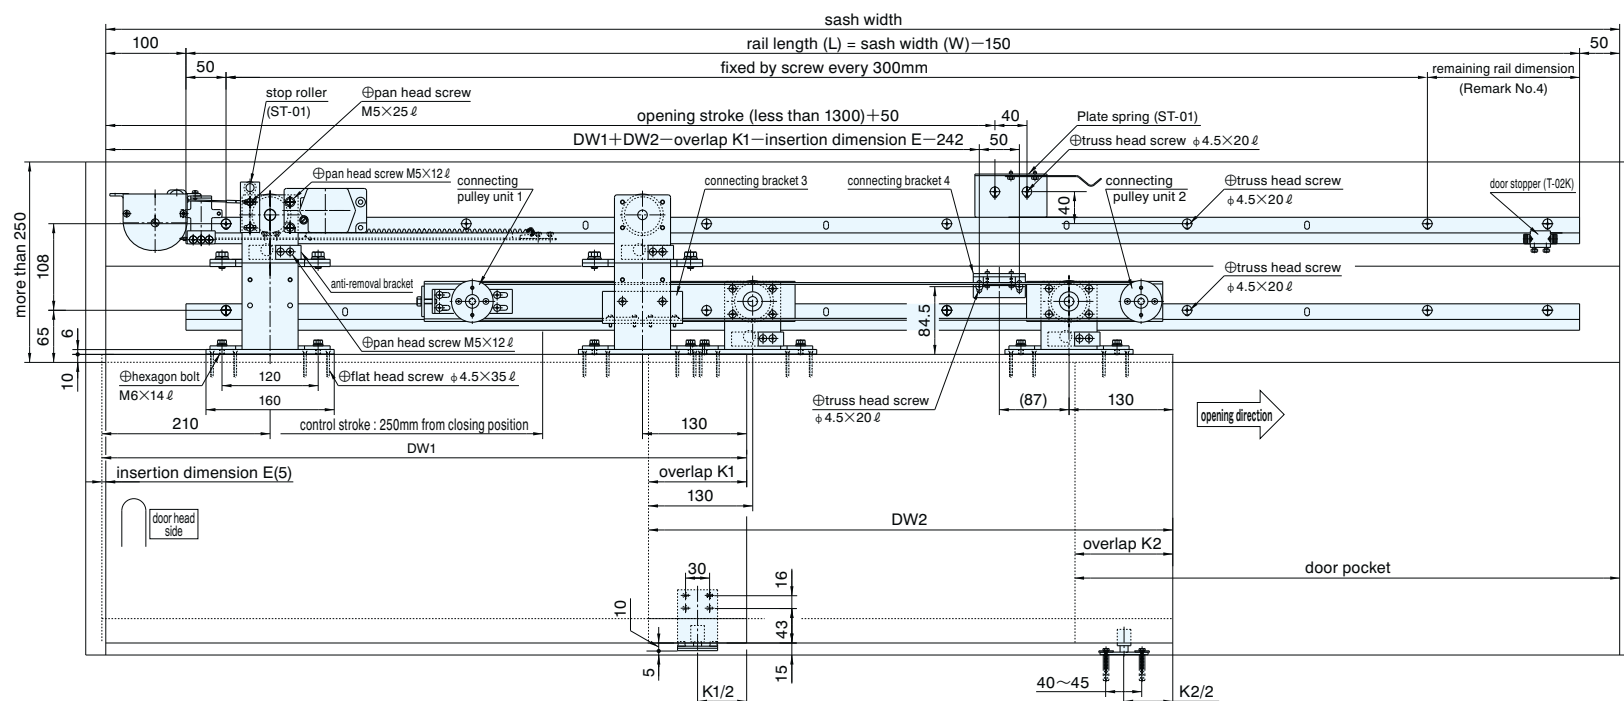 sash width
100
rail length (L) = sash width (W)−150
50
50
fixed by screw every 300mm
remaining rail dimension
(Remark No.4)
stop roller
(ST-01)
⊕pan head screw
M5×25ℓ
opening stroke (less than 1300)+50
40
Plate spring (ST-01)
DW1+DW2−overlap K1−insertion dimension E−242
50
⊕truss head screw φ4.5×20ℓ
⊕pan head screw M5×12ℓ
connecting
pulley unit 1
connecting bracket 3
connecting bracket 4
connecting
pulley unit 2
⊕truss head screw
φ4.5×20ℓ
door stopper (T-02K)
40
more than 250
108
65
6
10
anti-removal bracket
⊕truss head screw
φ4.5×20ℓ
84.5
⊕pan head screw M5×12ℓ
⊕hexagon bolt
M6×14ℓ
120
⊕flat head screw φ4.5×35ℓ
160
⊕truss head screw
φ4.5×20ℓ
(87)
130
opening direction
210
control stroke : 250mm from closing position
130
DW1
insertion dimension E(5)
overlap K1
130
door head
side
DW2
overlap K2
door pocket
30
16
10
43
5
15
40〜45
K1/2
K2/2